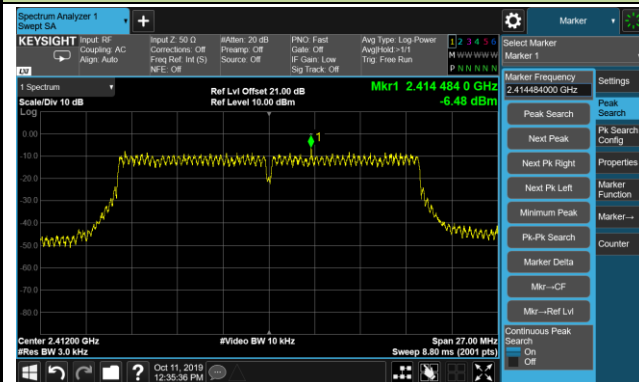 Spectrum Analyzer 1
Swept SA
+
Marker
KEYSIGHT
Input: RF
Coupling: AC
Align: Auto
Input Z: 50 Ω
Corrections: Off
Freq Ref: Int (S)
NFE: Off
#Atten: 20 dB
Preamp: Off
Source: Off
PNO: Fast
Gate: Off
IF Gain: Low
Sig Track: Off
Avg Type: Log-Power
Avg|Hold:>1/1
Trig: Free Run
1 2 3 4 5 6
M W W W W W
P N N N N N
LXI
Select Marker
Marker 1
1 Spectrum
Scale/Div 10 dB
Log
Ref Lvl Offset 21.00 dB
Ref Level 10.00 dBm
Mkr1 2.414 484 0 GHz
-6.48 dBm
1
0.00
-10.0
-20.0
-30.0
-40.0
-50.0
-60.0
-70.0
-80.0
Center 2.41200 GHz
#Res BW 3.0 kHz
#Video BW 10 kHz
Span 27.00 MHz
Sweep 8.80 ms (2001 pts)
Marker Frequency
2.414484000 GHz
Peak Search
Next Peak
Next Pk Right
Next Pk Left
Minimum Peak
Pk-Pk Search
Marker Delta
Mkr→CF
Mkr→Ref Lvl
Continuous Peak
Search
On
Off
Settings
Peak
Search
Pk Search
Config
Properties
Marker
Function
Marker→
Counter
?
Oct 11, 2019
12:35:36 PM